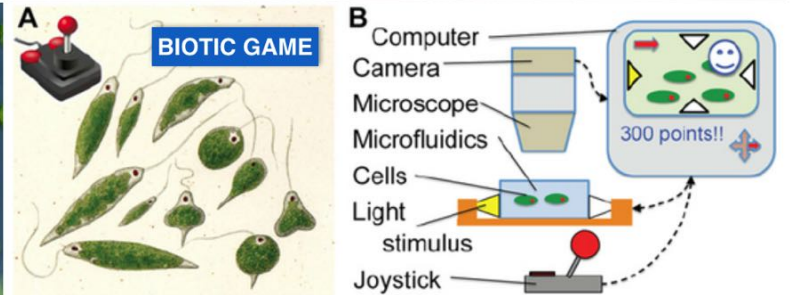 A
BIOTIC GAME
B
Computer
Camera
Microscope
Microfluidics
Cells
Light
stimulus
Joystick
300 points!!